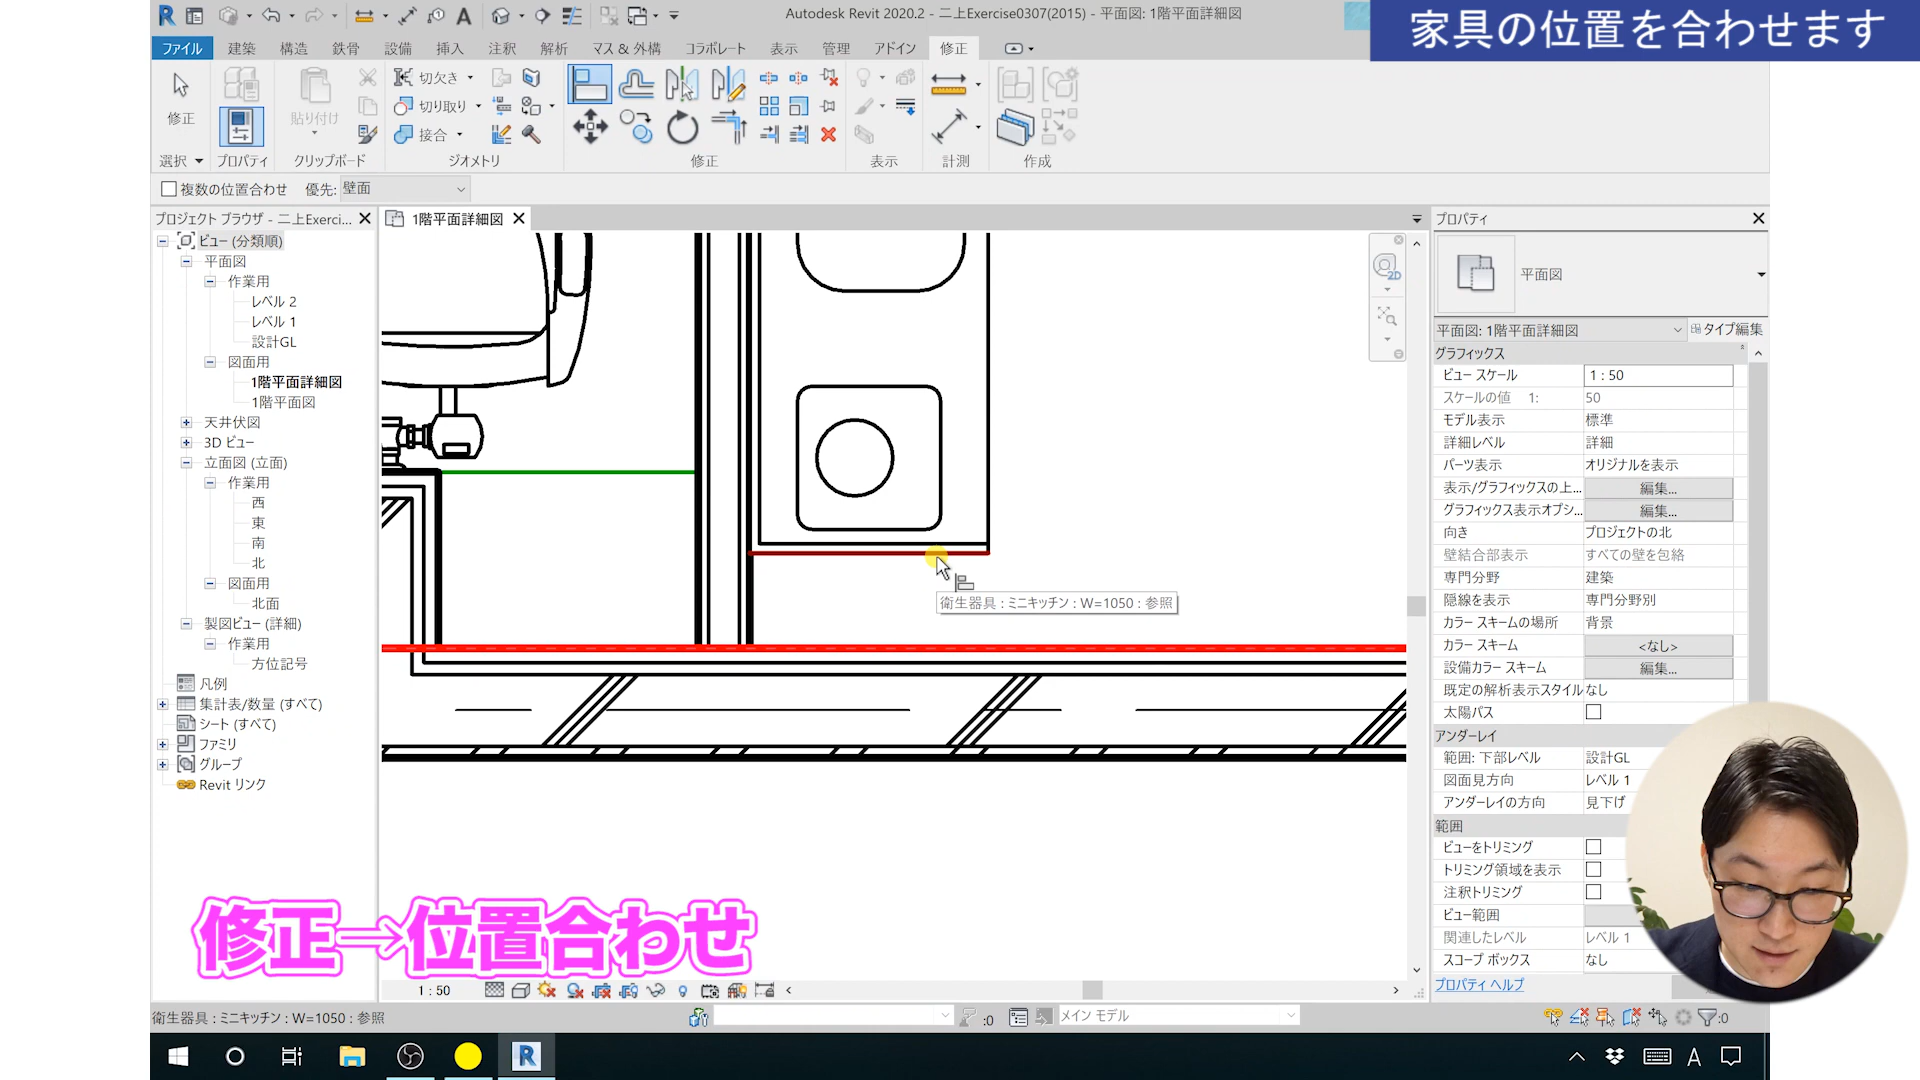 Autodesk Revit 2020.2 - 二上Exercise0307(2015) - 平面図: 1階平面詳細図
家具の位置を合わせます
ファイル 建築 構造 鉄骨 設備 挿入 注釈 解析 マス & 外構 コラボレート 表示 管理 アドイン 修正
修正
貼り付け
切欠き
切り取り
接合
選択 プロパティ クリップボード ジオメトリ 修正 表示 計測 作成
複数の位置合わせ 優先: 壁面
プロジェクト ブラウザ - 二上Exerci...
1階平面詳細図
ビュー (分類順)
平面図
作業用
レベル 2
レベル 1
設計GL
図面用
1階平面詳細図
1階平面図
天井伏図
3D ビュー
立面図 (立面)
作業用
西
東
南
北
図面用
北面
製図ビュー (詳細)
作業用
方位記号
凡例
集計表/数量 (すべて)
シート (すべて)
ファミリ
グループ
Revit リンク
2D
衛生器具 : ミニキッチン : W=1050 : 参照
プロパティ
平面図
平面図: 1階平面詳細図 タイプ編集
グラフィックス
ビュー スケール 1 : 50
スケールの値 1: 50
モデル表示 標準
詳細レベル 詳細
パーツ表示 オリジナルを表示
表示/グラフィックスの上... 編集...
グラフィックス表示オプシ... 編集...
向き プロジェクトの北
壁結合部表示 すべての壁を包絡
専門分野 建築
隠線を表示 専門分野別
カラー スキームの場所 背景
カラー スキーム <なし>
設備カラー スキーム 編集...
既定の解析表示スタイル なし
太陽パス
アンダーレイ
範囲: 下部レベル 設計GL
図面見方向 レベル 1
アンダーレイの方向 見下げ
範囲
ビューをトリミング
トリミング領域を表示
注釈トリミング
ビュー範囲
関連したレベル レベル 1
スコープ ボックス なし
プロパティ ヘルプ
修正→位置合わせ
1 : 50
衛生器具 : ミニキッチン : W=1050 : 参照
:0
メイン モデル
:0
A